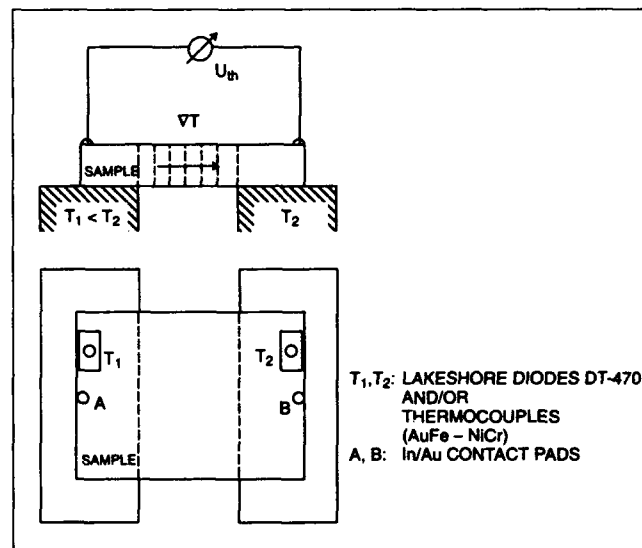 U_th
∇T
SAMPLE
T₁ < T₂
T₂
T₁
T₂
A
B
SAMPLE
T₁,T₂: LAKESHORE DIODES DT-470
AND/OR
THERMOCOUPLES
(AuFe – NiCr)
A, B: In/Au CONTACT PADS